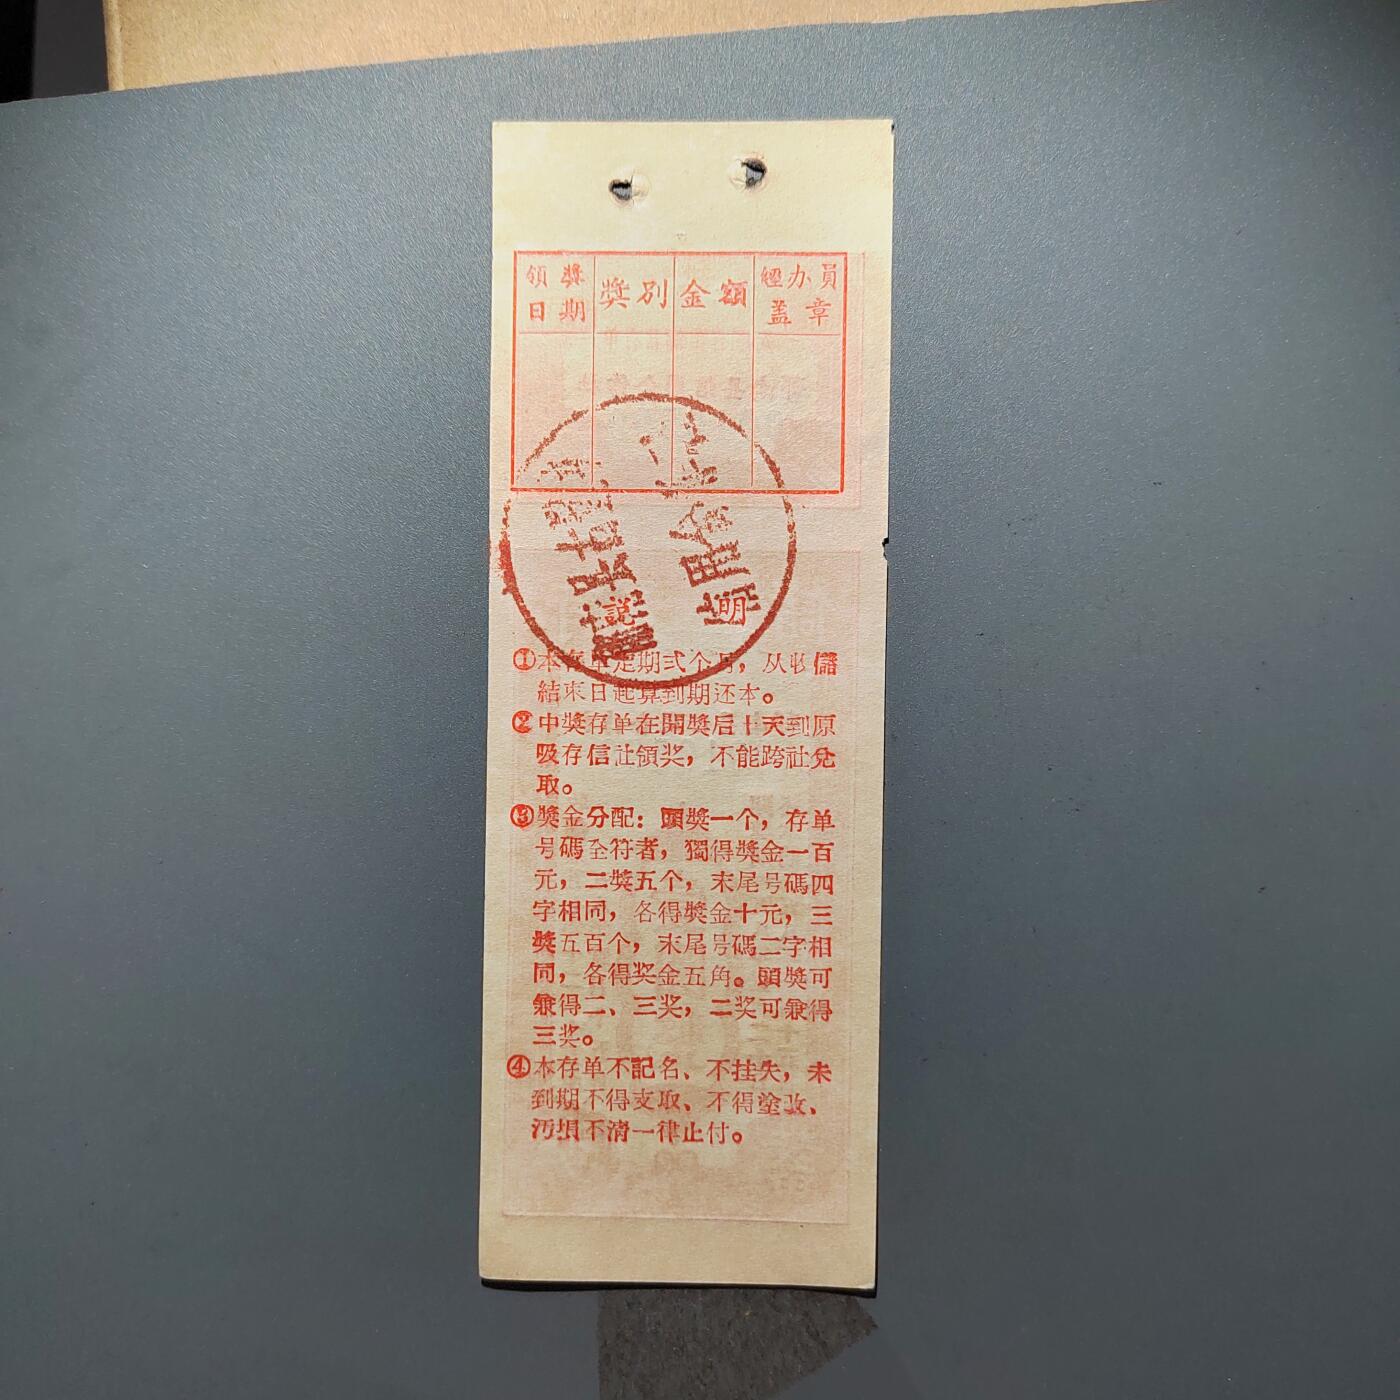 領獎日期
獎別
金額
經办員盖章
說明
①本存单定期弍个月，从收儲
結束日起算到期还本。
②中獎存单在開獎后十天到原
吸存信社領奖，不能跨社兌
取。
③獎金分配：頭獎一个，存单
号碼全符者，獨得獎金一百
元，二獎五个，末尾号碼四
字相同，各得獎金十元，三
獎五百个，末尾号碼二字相
同，各得奖金五角。頭獎可
兼得二、三奖，二奖可兼得
三奖。
④本存单不記名、不挂失，未
到期不得支取、不得塗改、
汚損不清一律止付。